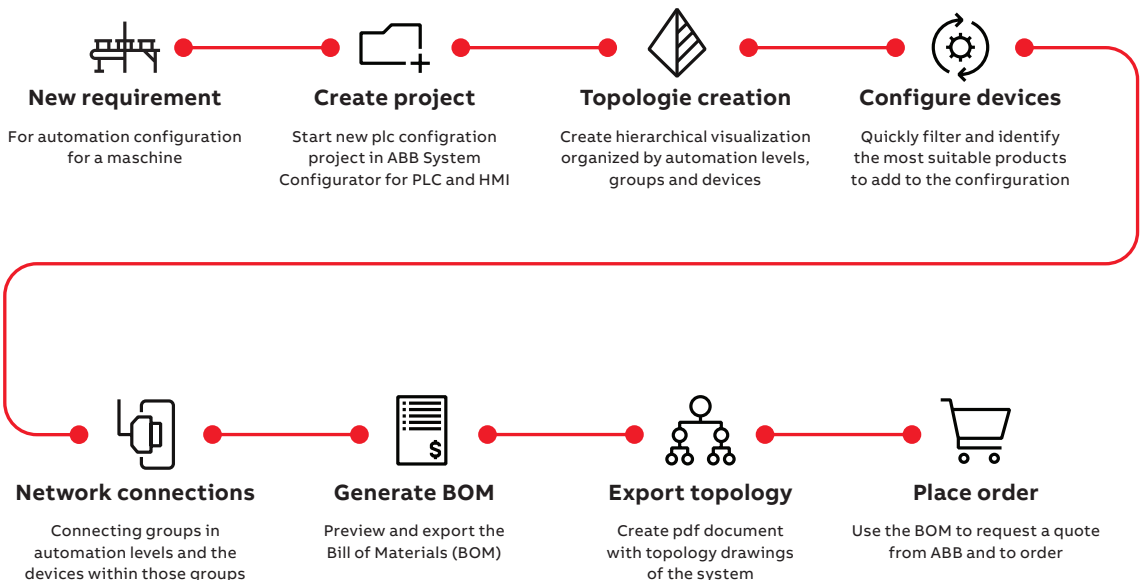 New requirement
For automation configuration
for a maschine
Create project
Start new plc configration
project in ABB System
Configurator for PLC and HMI
Topologie creation
Create hierarchical visualization
organized by automation levels,
groups and devices
Configure devices
Quickly filter and identify
the most suitable products
to add to the confirguration
Network connections
Connecting groups in
automation levels and the
devices within those groups
$
Generate BOM
Preview and export the
Bill of Materials (BOM)
Export topology
Create pdf document
with topology drawings
of the system
Place order
Use the BOM to request a quote
from ABB and to order